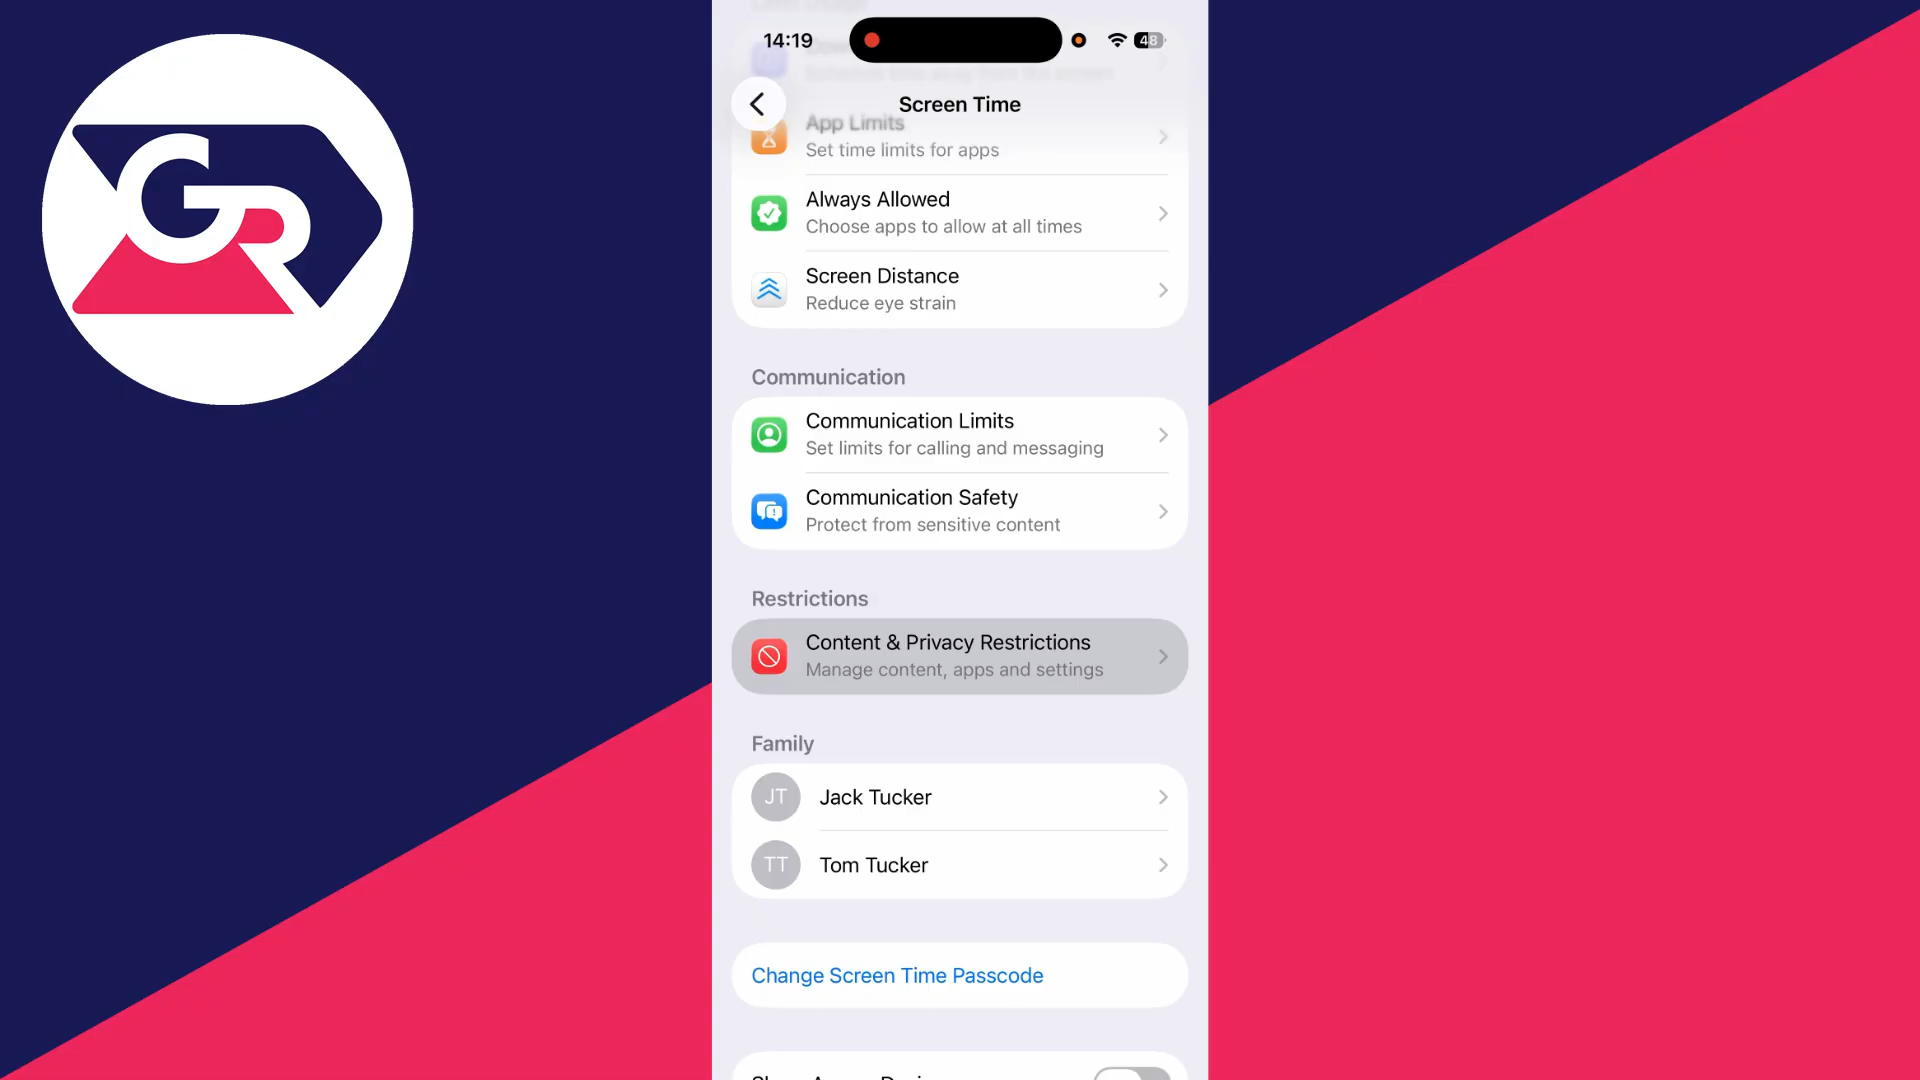 14:19
48
Screen Time
App Limits
Set time limits for apps
Always Allowed
Choose apps to allow at all times
Screen Distance
Reduce eye strain
Communication
Communication Limits
Set limits for calling and messaging
Communication Safety
Protect from sensitive content
Restrictions
Content & Privacy Restrictions
Manage content, apps and settings
Family
JT
Jack Tucker
TT
Tom Tucker
Change Screen Time Passcode
GR